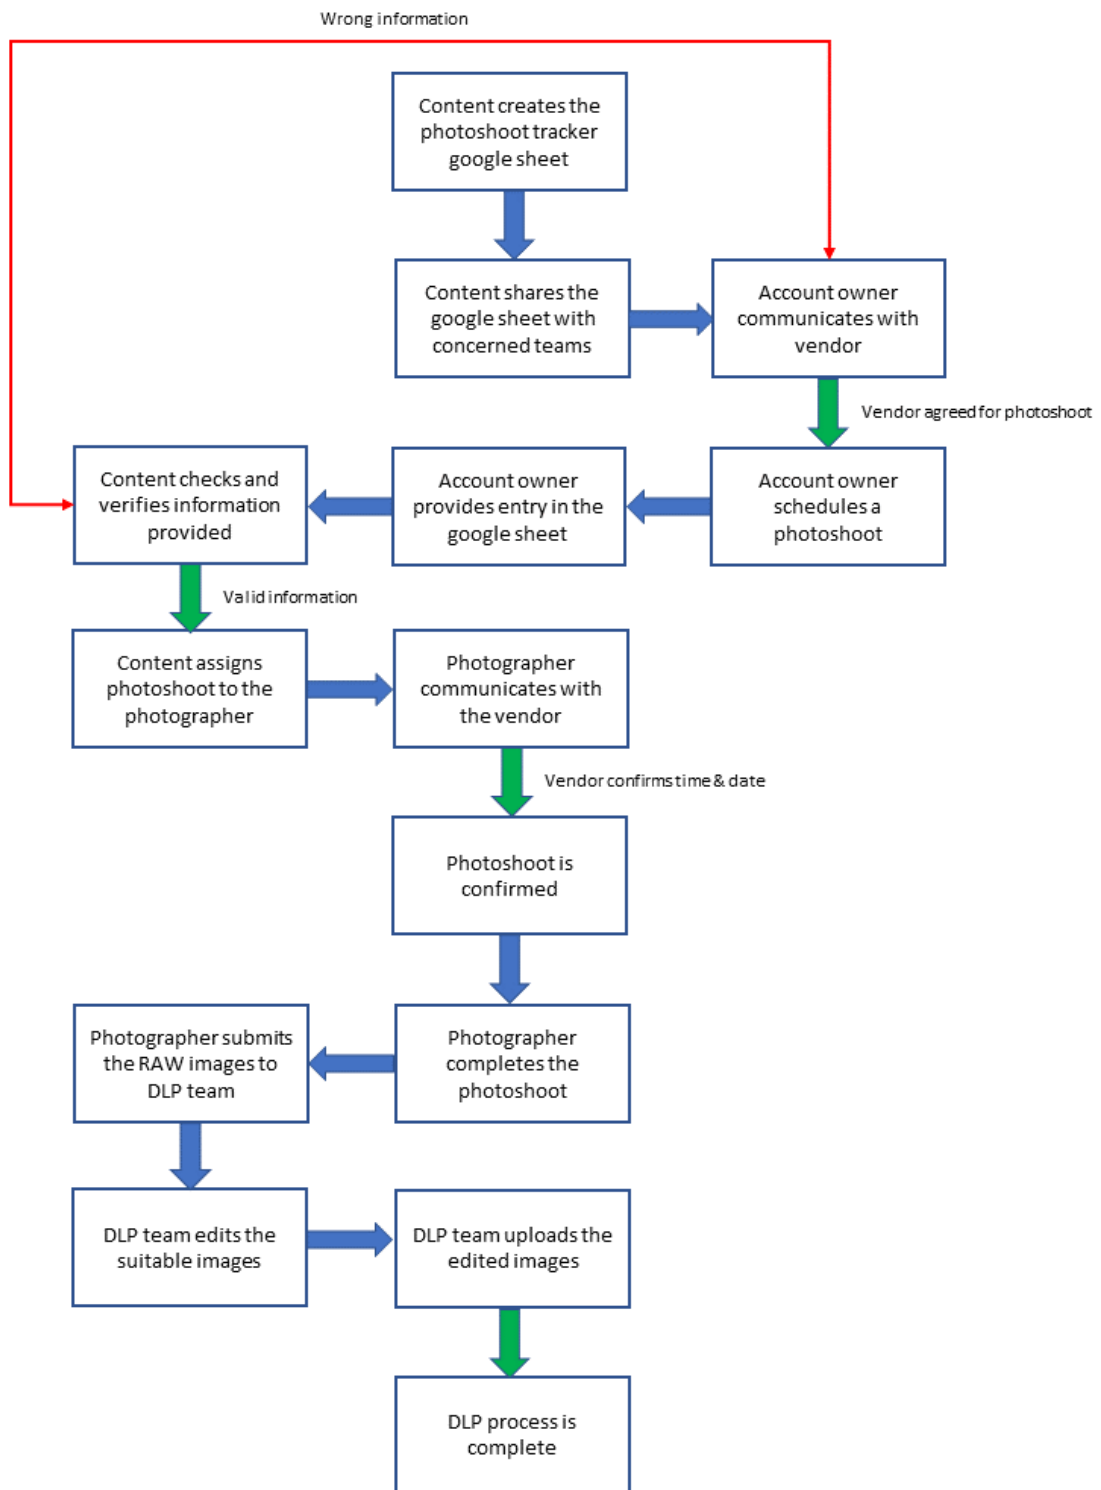 Wrong information
Content creates the
photoshoot tracker
google sheet
Content shares the
google sheet with
concerned teams
Account owner
communicates with
vendor
Vendor agreed for photoshoot
Account owner
schedules a
photoshoot
Account owner
provides entry in the
google sheet
Content checks and
verifies information
provided
Valid information
Content assigns
photoshoot to the
photographer
Photographer
communicates with
the vendor
Vendor confirms time & date
Photoshoot is
confirmed
Photographer
completes the
photoshoot
Photographer submits
the RAW images to
DLP team
DLP team edits the
suitable images
DLP team uploads the
edited images
DLP process is
complete